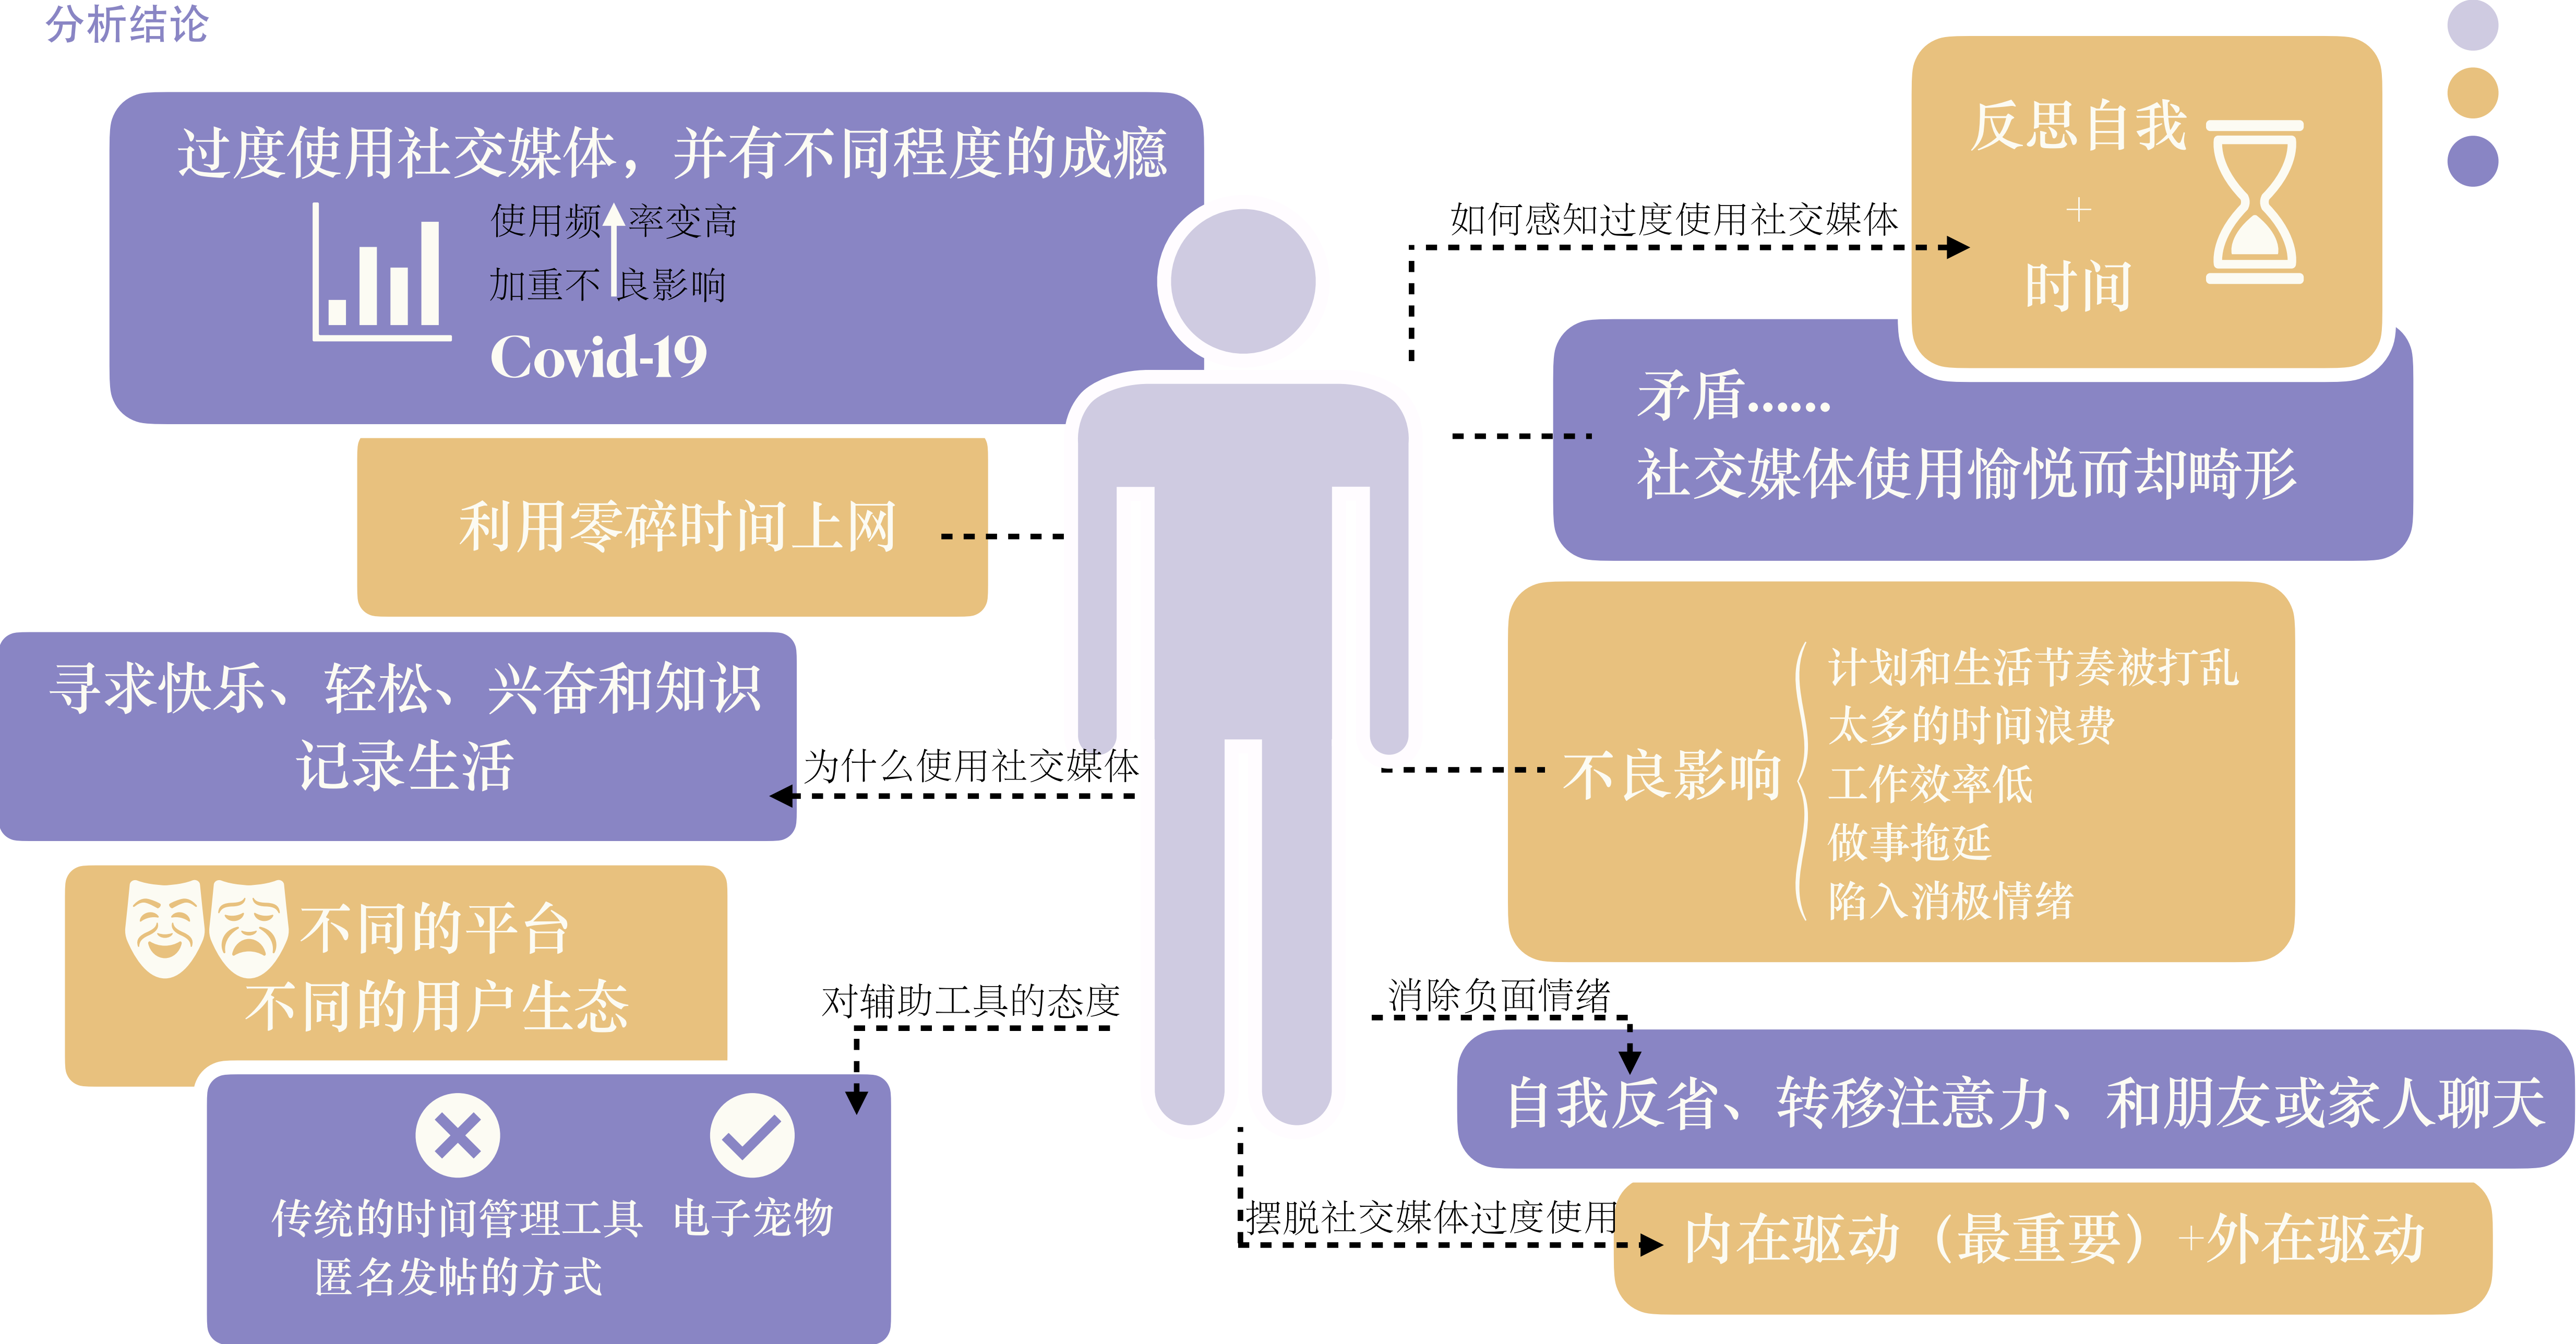 分析结论
过度使用社交媒体，并有不同程度的成瘾
使用频 率变高
加重不 良影响
Covid-19
利用零碎时间上网
寻求快乐、轻松、兴奋和知识
记录生活
为什么使用社交媒体
不同的平台
不同的用户生态
对辅助工具的态度
传统的时间管理工具
匿名发帖的方式
电子宠物
如何感知过度使用社交媒体
反思自我
+
时间
矛盾......
社交媒体使用愉悦而却畸形
不良影响
计划和生活节奏被打乱
太多的时间浪费
工作效率低
做事拖延
陷入消极情绪
消除负面情绪
自我反省、转移注意力、和朋友或家人聊天
摆脱社交媒体过度使用
内在驱动（最重要）+外在驱动